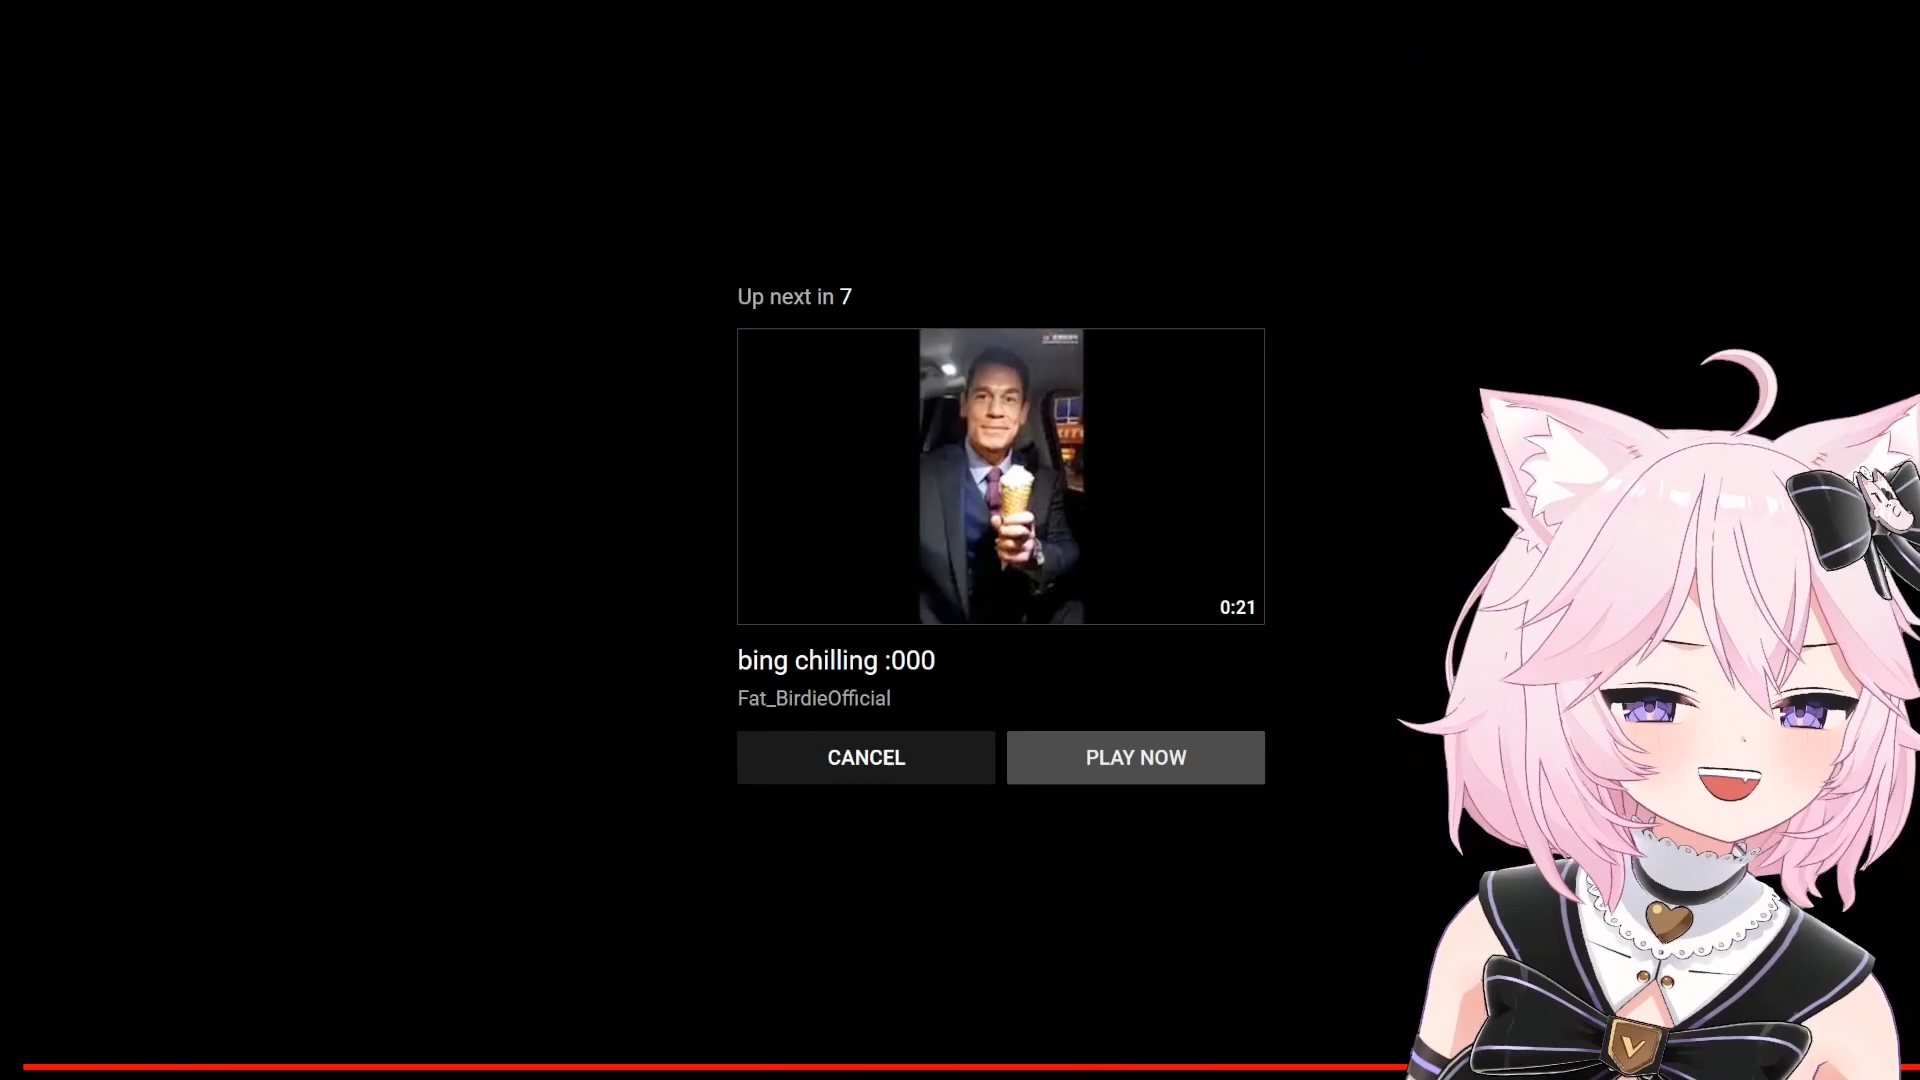 Up next in 7
0:21
bing chilling :000
Fat_BirdieOfficial
CANCEL
PLAY NOW